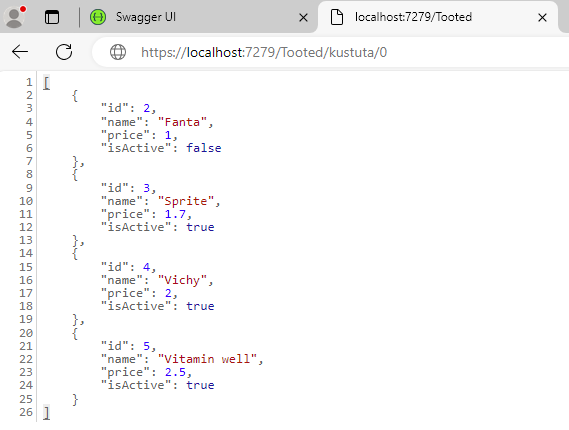 Swagger UI
localhost:7279/Tooted
https://localhost:7279/Tooted/kustuta/0
1 [
2 {
3 "id": 2,
4 "name": "Fanta",
5 "price": 1,
6 "isActive": false
7 },
8 {
9 "id": 3,
10 "name": "Sprite",
11 "price": 1.7,
12 "isActive": true
13 },
14 {
15 "id": 4,
16 "name": "Vichy",
17 "price": 2,
18 "isActive": true
19 },
20 {
21 "id": 5,
22 "name": "Vitamin well",
23 "price": 2.5,
24 "isActive": true
25 }
26 ]